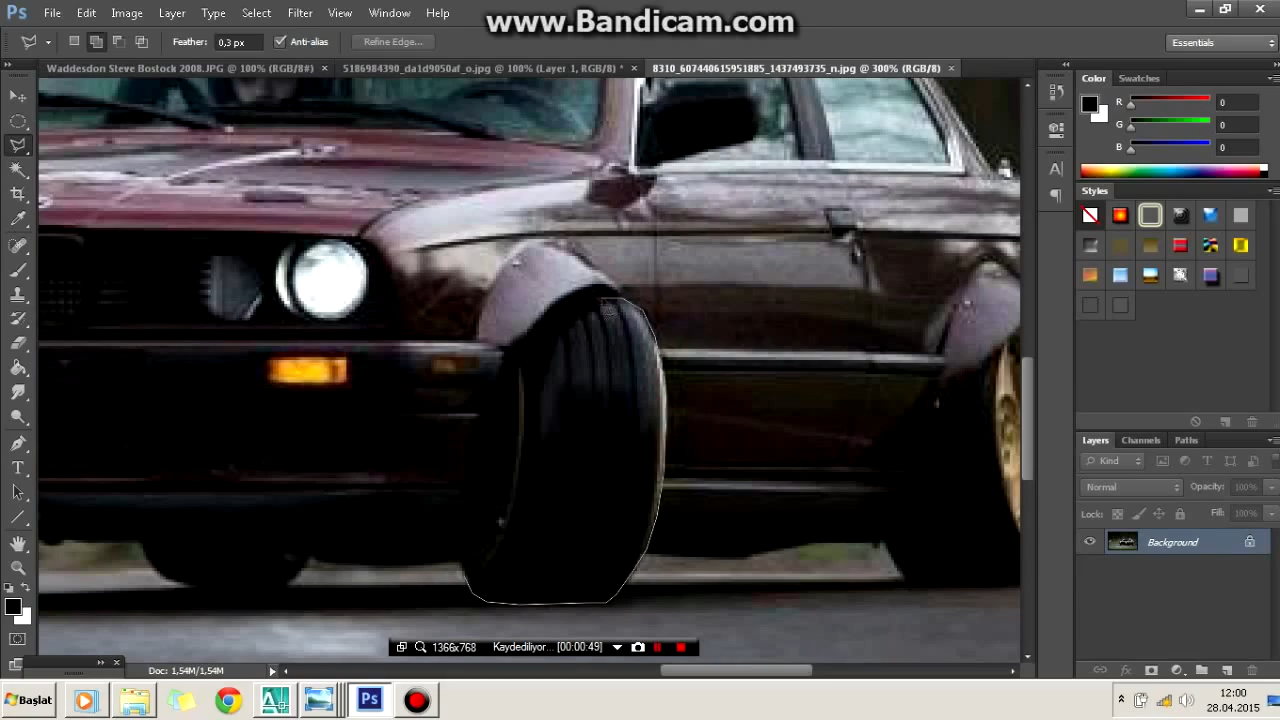 www.Bandicam.com
Ps File Edit Image Layer Type Select Filter View Window Help
Feather: 0,3 px Anti-alias Refine Edge... Essentials
Waddesdon Steve Bostock 2008.JPG @ 100% (RGB/8#) × 5186984390_da1d9050af_o.jpg @ 100% (Layer 1, RGB/8) * × 8310_607440615951885_1437493735_n.jpg @ 300% (RGB/8) ×
Color Swatches
R 0
G 0
B 0
Styles
Layers Channels Paths
Kind
Normal Opacity: 100%
Lock: Fill: 100%
Background
1366x768 Kaydediliyor... [00:00:49]
Doc: 1,54M/1,54M
Başlat Ps 12:00
28.04.2015